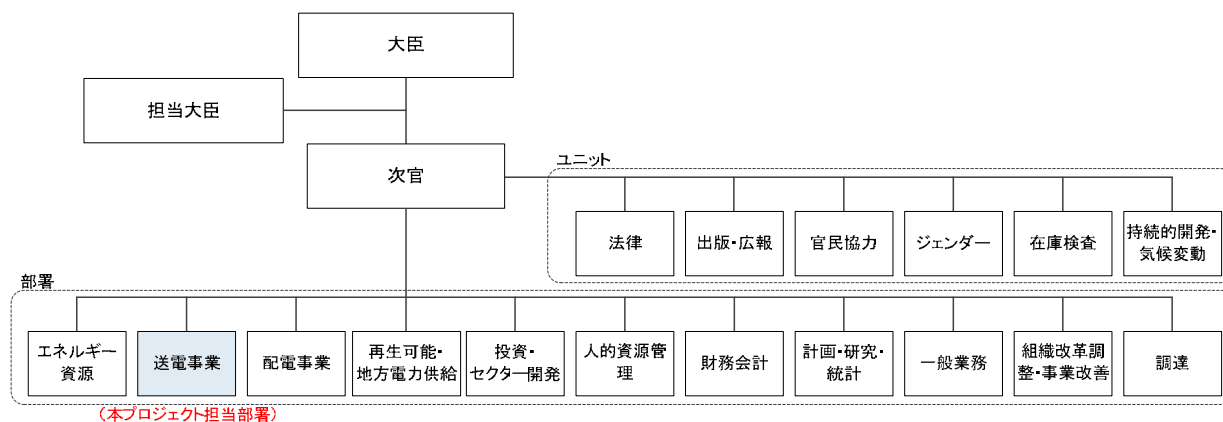 大臣
担当大臣
次官
ユニット
法律
出版・広報
官民協力
ジェンダー
在庫検査
持続的開発・
気候変動
部署
エネルギー
資源
送電事業
配電事業
再生可能・
地方電力供給
投資・
セクター開発
人的資源管
理
財務会計
計画・研究・
統計
一般業務
組織改革調
整・事業改善
調達
（本プロジェクト担当部署）